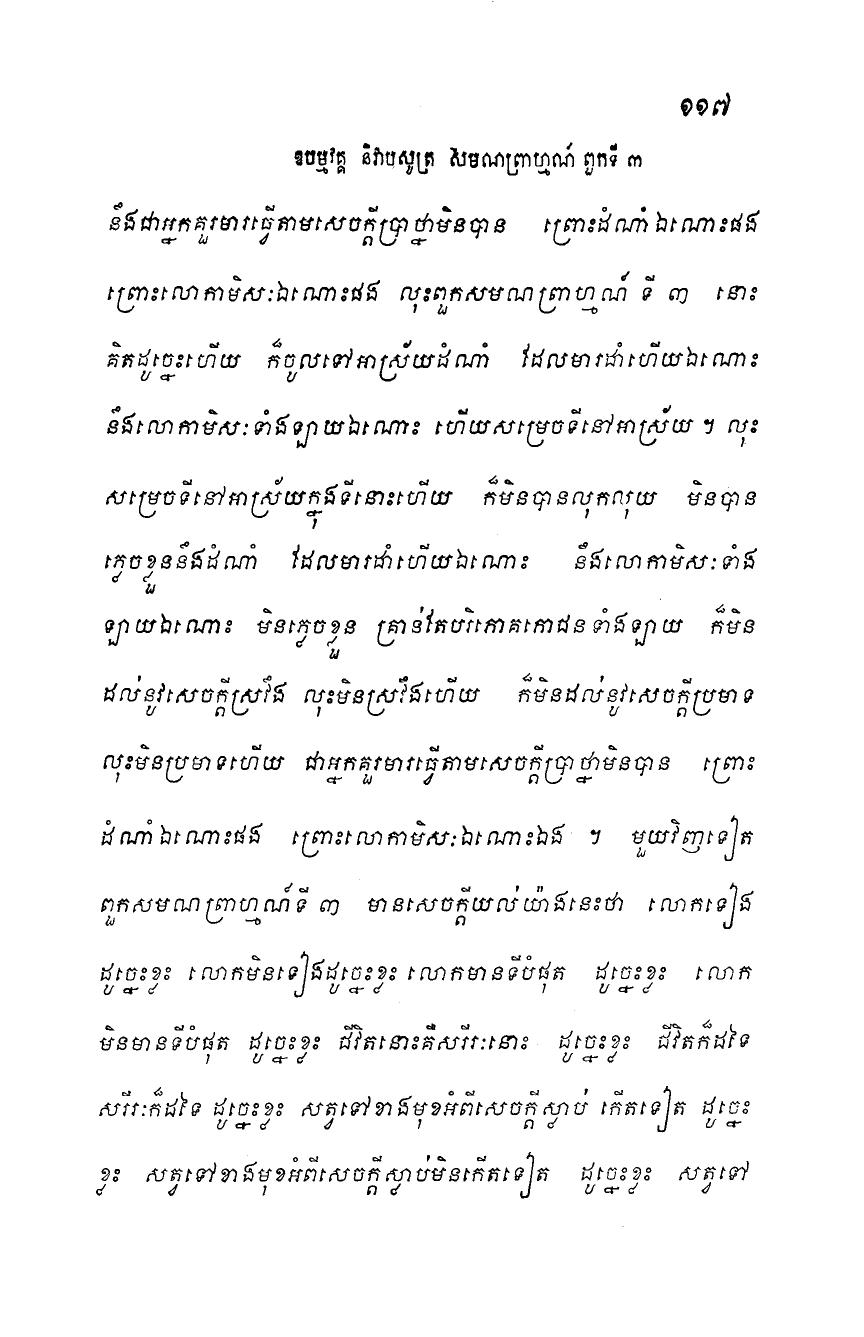 ១១៧
ឧបម្មវគ្គ និវាបសូត្រ សមណព្រាហ្មណ៍ ពួកទី ៣
នឹងជាអ្នកគួរមារធ្វើតាមសេចក្តីប្រាថ្នាមិនបាន ព្រោះដំណាំឯណោះផង
ព្រោះលោកាមិសៈឯណោះផង លុះពួកសមណព្រាហ្មណ៍ ទី ៣ នោះ
គិតដូច្នេះហើយ ក៏ចូលទៅអាស្រ័យដំណាំ ដែលមារដាំហើយឯណោះ
នឹងលោកាមិសៈទាំងឡាយឯណោះ ហើយសម្រេចទីនៅអាស្រ័យ ។ លុះ
សម្រេចទីនៅអាស្រ័យក្នុងទីនោះហើយ ក៏មិនបានលុកលុយ មិនបាន
ភ្លេចខ្លួននឹងដំណាំ ដែលមារដាំហើយឯណោះ នឹងលោកាមិសៈទាំង
ឡាយឯណោះ មិនភ្លេចខ្លួន គ្រាន់តែបរិភោគភោជនទាំងឡាយ ក៏មិន
ដល់នូវសេចក្តីស្រវឹង លុះមិនស្រវឹងហើយ ក៏មិនដល់នូវសេចក្តីប្រមាទ
លុះមិនប្រមាទហើយ ជាអ្នកគួរមារធ្វើតាមសេចក្តីប្រាថ្នាមិនបាន ព្រោះ
ដំណាំឯណោះផង ព្រោះលោកាមិសៈឯណោះឯង ។ មួយវិញទៀត
ពួកសមណព្រាហ្មណ៍ទី ៣ មានសេចក្តីយល់យ៉ាងនេះថា លោកទៀង
ដូច្នេះខ្លះ លោកមិនទៀងដូច្នេះខ្លះ លោកមានទីបំផុត ដូច្នេះខ្លះ លោក
មិនមានទីបំផុត ដូច្នេះខ្លះ ជីវិតនោះគឺសរីរៈនោះ ដូច្នេះខ្លះ ជីវិតក៏ដទៃ
សរីរៈក៏ដទៃ ដូច្នេះខ្លះ សត្វទៅខាងមុខអំពីសេចក្តីស្លាប់ កើតទៀត ដូច្នេះ
ខ្លះ សត្វទៅខាងមុខអំពីសេចក្តីស្លាប់មិនកើតទៀត ដូច្នេះខ្លះ សត្វទៅ